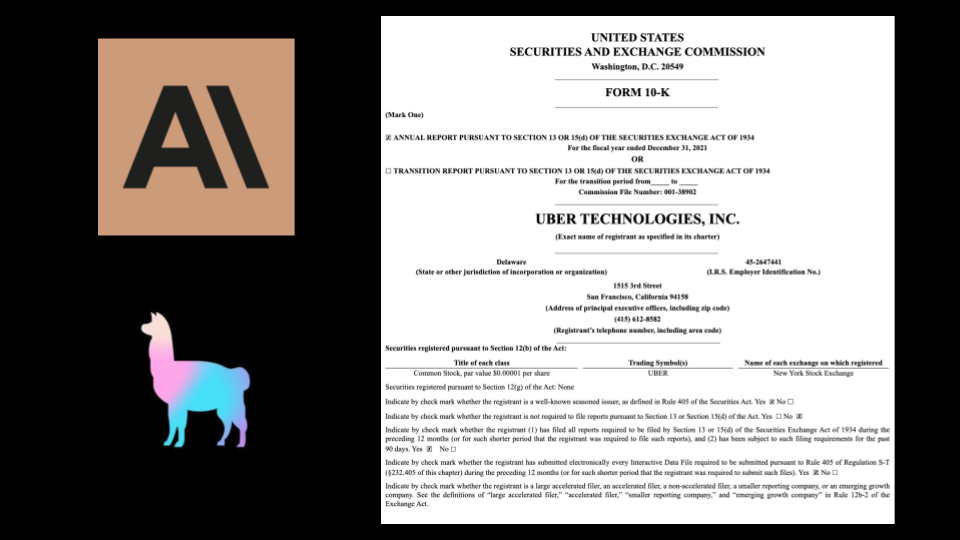 AI
UNITED STATES
SECURITIES AND EXCHANGE COMMISSION
Washington, D.C. 20549
FORM 10-K
(Mark One)
☒ ANNUAL REPORT PURSUANT TO SECTION 13 OR 15(d) OF THE SECURITIES EXCHANGE ACT OF 1934
For the fiscal year ended December 31, 2021
OR
☐ TRANSITION REPORT PURSUANT TO SECTION 13 OR 15(d) OF THE SECURITIES EXCHANGE ACT OF 1934
For the transition period from_____ to _____
Commission File Number: 001-38902
UBER TECHNOLOGIES, INC.
(Exact name of registrant as specified in its charter)
Delaware 45-2647441
(State or other jurisdiction of incorporation or organization) (I.R.S. Employer Identification No.)
1515 3rd Street
San Francisco, California 94158
(Address of principal executive offices, including zip code)
(415) 612-8582
(Registrant's telephone number, including area code)
Securities registered pursuant to Section 12(b) of the Act:
Title of each class Trading Symbol(s) Name of each exchange on which registered
Common Stock, par value $0.00001 per share UBER New York Stock Exchange
Securities registered pursuant to Section 12(g) of the Act: None
Indicate by check mark whether the registrant is a well-known seasoned issuer, as defined in Rule 405 of the Securities Act. Yes ☒ No ☐
Indicate by check mark whether the registrant is not required to file reports pursuant to Section 13 or Section 15(d) of the Act. Yes ☐ No ☒
Indicate by check mark whether the registrant (1) has filed all reports required to be filed by Section 13 or 15(d) of the Securities Exchange Act of 1934 during the
preceding 12 months (or for such shorter period that the registrant was required to file such reports), and (2) has been subject to such filing requirements for the past
90 days. Yes ☒ No ☐
Indicate by check mark whether the registrant has submitted electronically every Interactive Data File required to be submitted pursuant to Rule 405 of Regulation S-T
(§232.405 of this chapter) during the preceding 12 months (or for such shorter period that the registrant was required to submit such files). Yes ☒ No ☐
Indicate by check mark whether the registrant is a large accelerated filer, an accelerated filer, a non-accelerated filer, a smaller reporting company, or an emerging growth
company. See the definitions of "large accelerated filer," "accelerated filer," "smaller reporting company," and "emerging growth company" in Rule 12b-2 of the
Exchange Act.